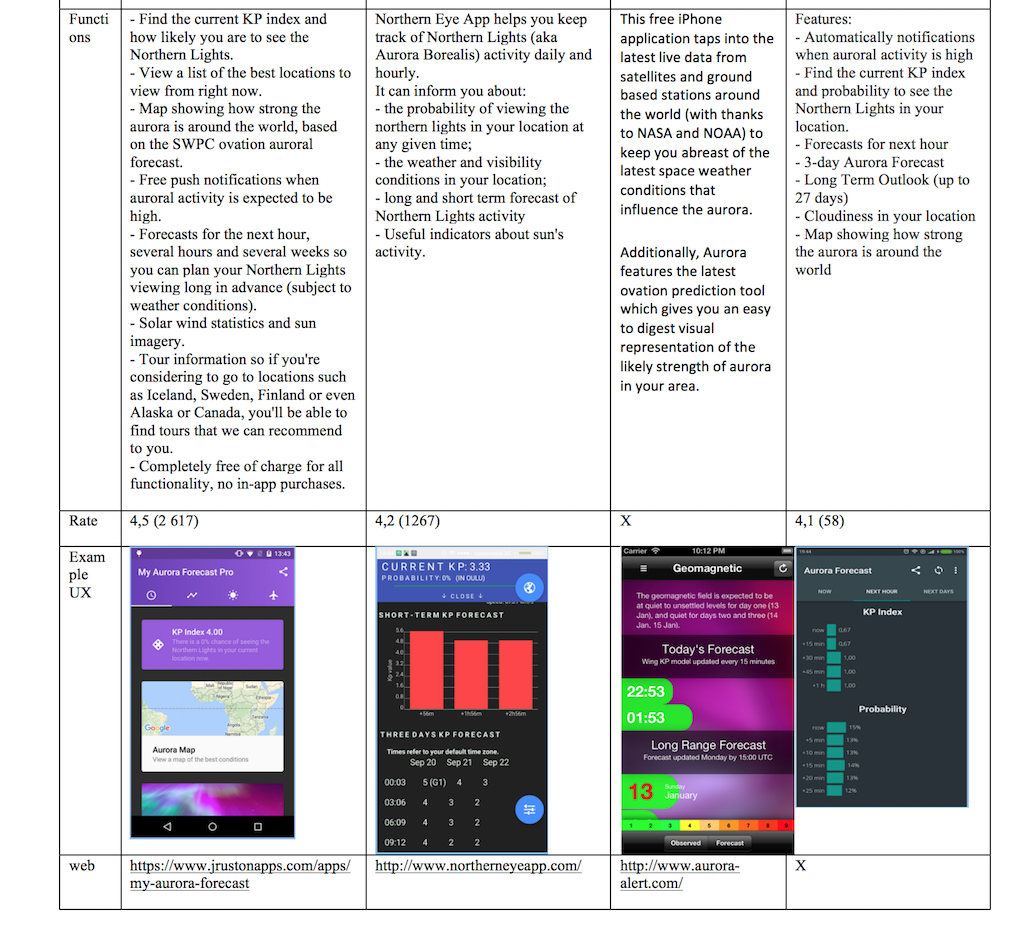 Functi
ons
- Find the current KP index and
how likely you are to see the
Northern Lights.
- View a list of the best locations to
view from right now.
- Map showing how strong the
aurora is around the world, based
on the SWPC ovation auroral
forecast.
- Free push notifications when
auroral activity is expected to be
high.
- Forecasts for the next hour,
several hours and several weeks so
you can plan your Northern Lights
viewing long in advance (subject to
weather conditions).
- Solar wind statistics and sun
imagery.
- Tour information so if you're
considering to go to locations such
as Iceland, Sweden, Finland or even
Alaska or Canada, you'll be able to
find tours that we can recommend
to you.
- Completely free of charge for all
functionality, no in-app purchases.
Northern Eye App helps you keep
track of Northern Lights (aka
Aurora Borealis) activity daily and
hourly.
It can inform you about:
- the probability of viewing the
northern lights in your location at
any given time;
- the weather and visibility
conditions in your location;
- long and short term forecast of
Northern Lights activity
- Useful indicators about sun's
activity.
This free iPhone
application taps into the
latest live data from
satellites and ground
based stations around
the world (with thanks
to NASA and NOAA) to
keep you abreast of the
latest space weather
conditions that
influence the aurora.
Additionally, Aurora
features the latest
ovation prediction tool
which gives you an easy
to digest visual
representation of the
likely strength of aurora
in your area.
Features:
- Automatically notifications
when auroral activity is high
- Find the current KP index
and probability to see the
Northern Lights in your
location.
- Forecasts for next hour
- 3-day Aurora Forecast
- Long Term Outlook (up to
27 days)
- Cloudiness in your location
- Map showing how strong
the aurora is around the
world
Rate
4,5 (2 617)
4,2 (1267)
X
4,1 (58)
Exam
ple
UX
13:43
My Aurora Forecast Pro
KP Index 4.00
There is a 0% chance of seeing the
Northern Lights in your current
location now.
Google
Aurora Map
View a map of the best conditions
CURRENT KP: 3.33
PROBABILITY: 0% (IN OULU)
CLOSE
SHORT-TERM KP FORECAST
Kp value
5.6
4.8
4.0
3.2
2.4
1.6
0.8
0
+56m +1h56m +2h56m
THREE DAYS KP FORECAST
Times refer to your default time zone.
Sep 20 Sep 21 Sep 22
00:03 5 (G1) 4 3
03:06 4 3 2
06:09 4 3 2
09:12 4 2 2
Carrier 10:12 PM
Geomagnetic
The geomagnetic field is expected to be
at quiet to unsettled levels for day one (13
Jan), and quiet for days two and three (14
Jan, 15 Jan).
Today's Forecast
Wing KP model updated every 15 minutes
22:53
01:53
Long Range Forecast
Forecast updated Monday by 15:00 UTC
13 Sunday
January
1 2 3 4 5 6 7 8 9
Observed Forecast
Aurora Forecast
NOW NEXT HOUR NEXT DAYS
KP Index
now 0,67
+15 min 0,67
+30 min 1,00
+45 min 1,00
+1 h 1,00
Probability
now 15%
+5 min 13%
+10 min 13%
+15 min 14%
+20 min 13%
+25 min 12%
web
https://www.jrustonapps.com/apps/
my-aurora-forecast
http://www.northerneyeapp.com/
http://www.aurora-
alert.com/
X